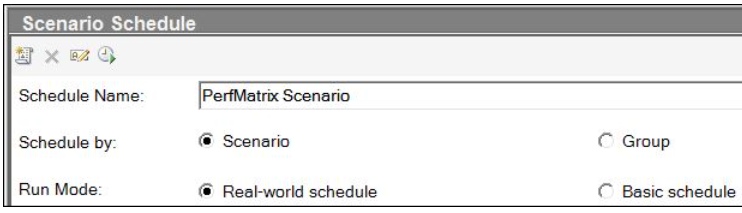 Scenario Schedule
Schedule Name: PerfMatrix Scenario
Schedule by: Scenario Group
Run Mode: Real-world schedule Basic schedule